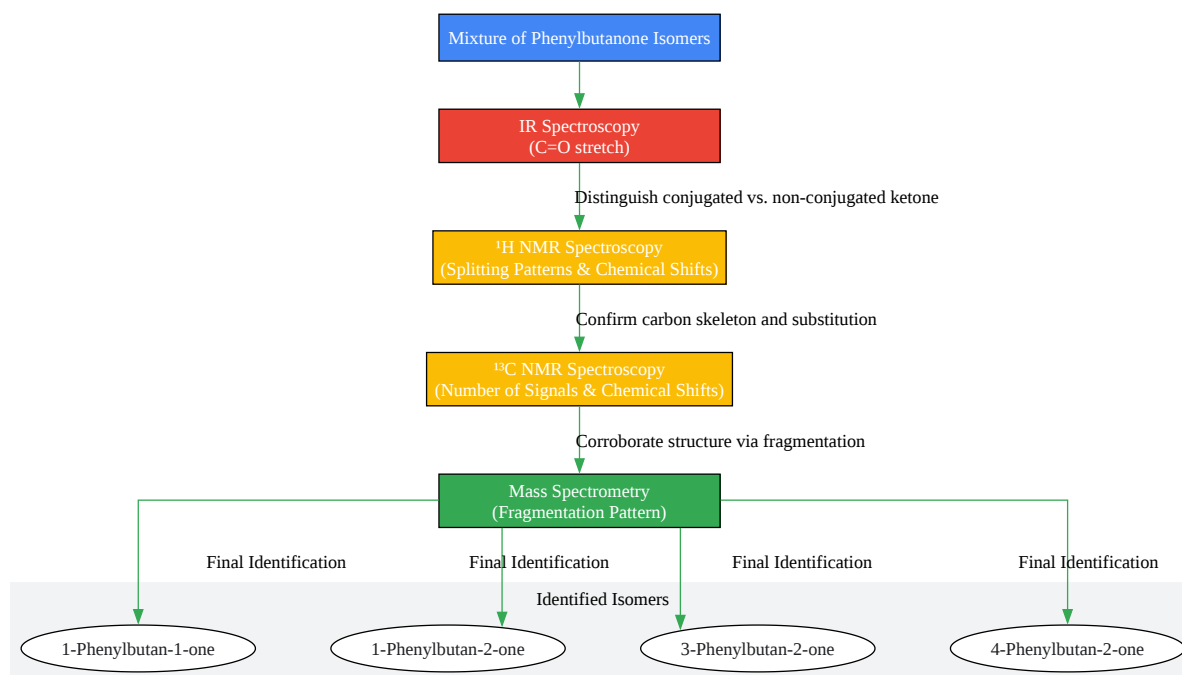 Mixture of Phenylbutanone Isomers
IR Spectroscopy
(C=O stretch)
Distinguish conjugated vs. non-conjugated ketone
¹H NMR Spectroscopy
(Splitting Patterns & Chemical Shifts)
Confirm carbon skeleton and substitution
¹³C NMR Spectroscopy
(Number of Signals & Chemical Shifts)
Corroborate structure via fragmentation
Mass Spectrometry
(Fragmentation Pattern)
Final Identification
Final Identification
Final Identification
Final Identification
Identified Isomers
1-Phenylbutan-1-one
1-Phenylbutan-2-one
3-Phenylbutan-2-one
4-Phenylbutan-2-one